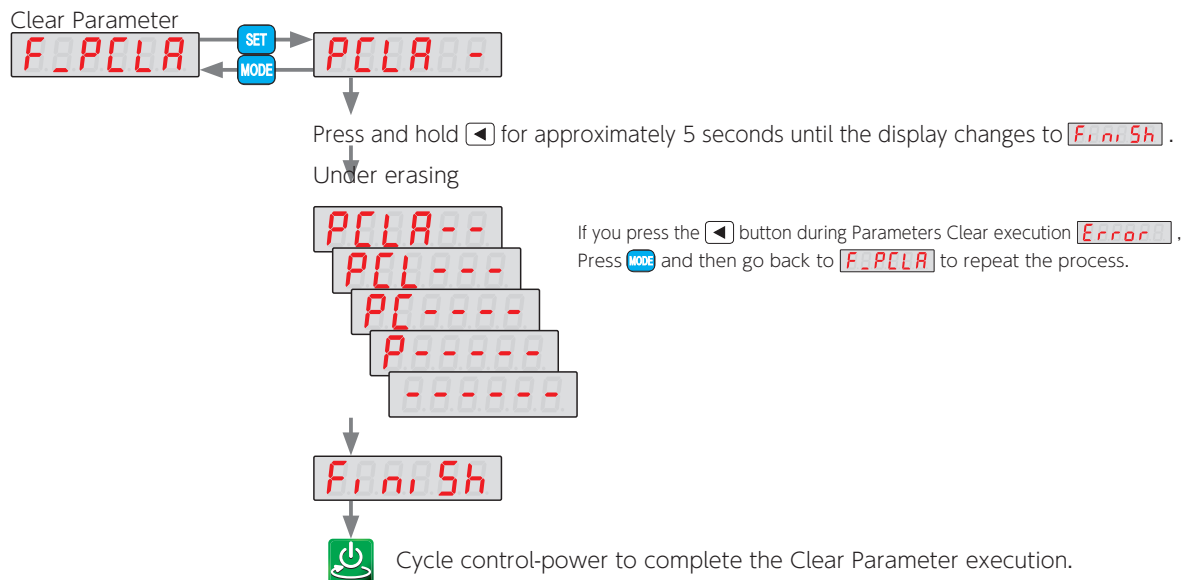 Clear Parameter
F_PCLA SET PCLA -
MODE
Press and hold ◀ for approximately 5 seconds until the display changes to FiniSh .
Under erasing
PCLA--
If you press the ◀ button during Parameters Clear execution Error ,
PCL---
Press MODE and then go back to F_PCLA to repeat the process.
PC----
P-----
------
FiniSh
Cycle control-power to complete the Clear Parameter execution.